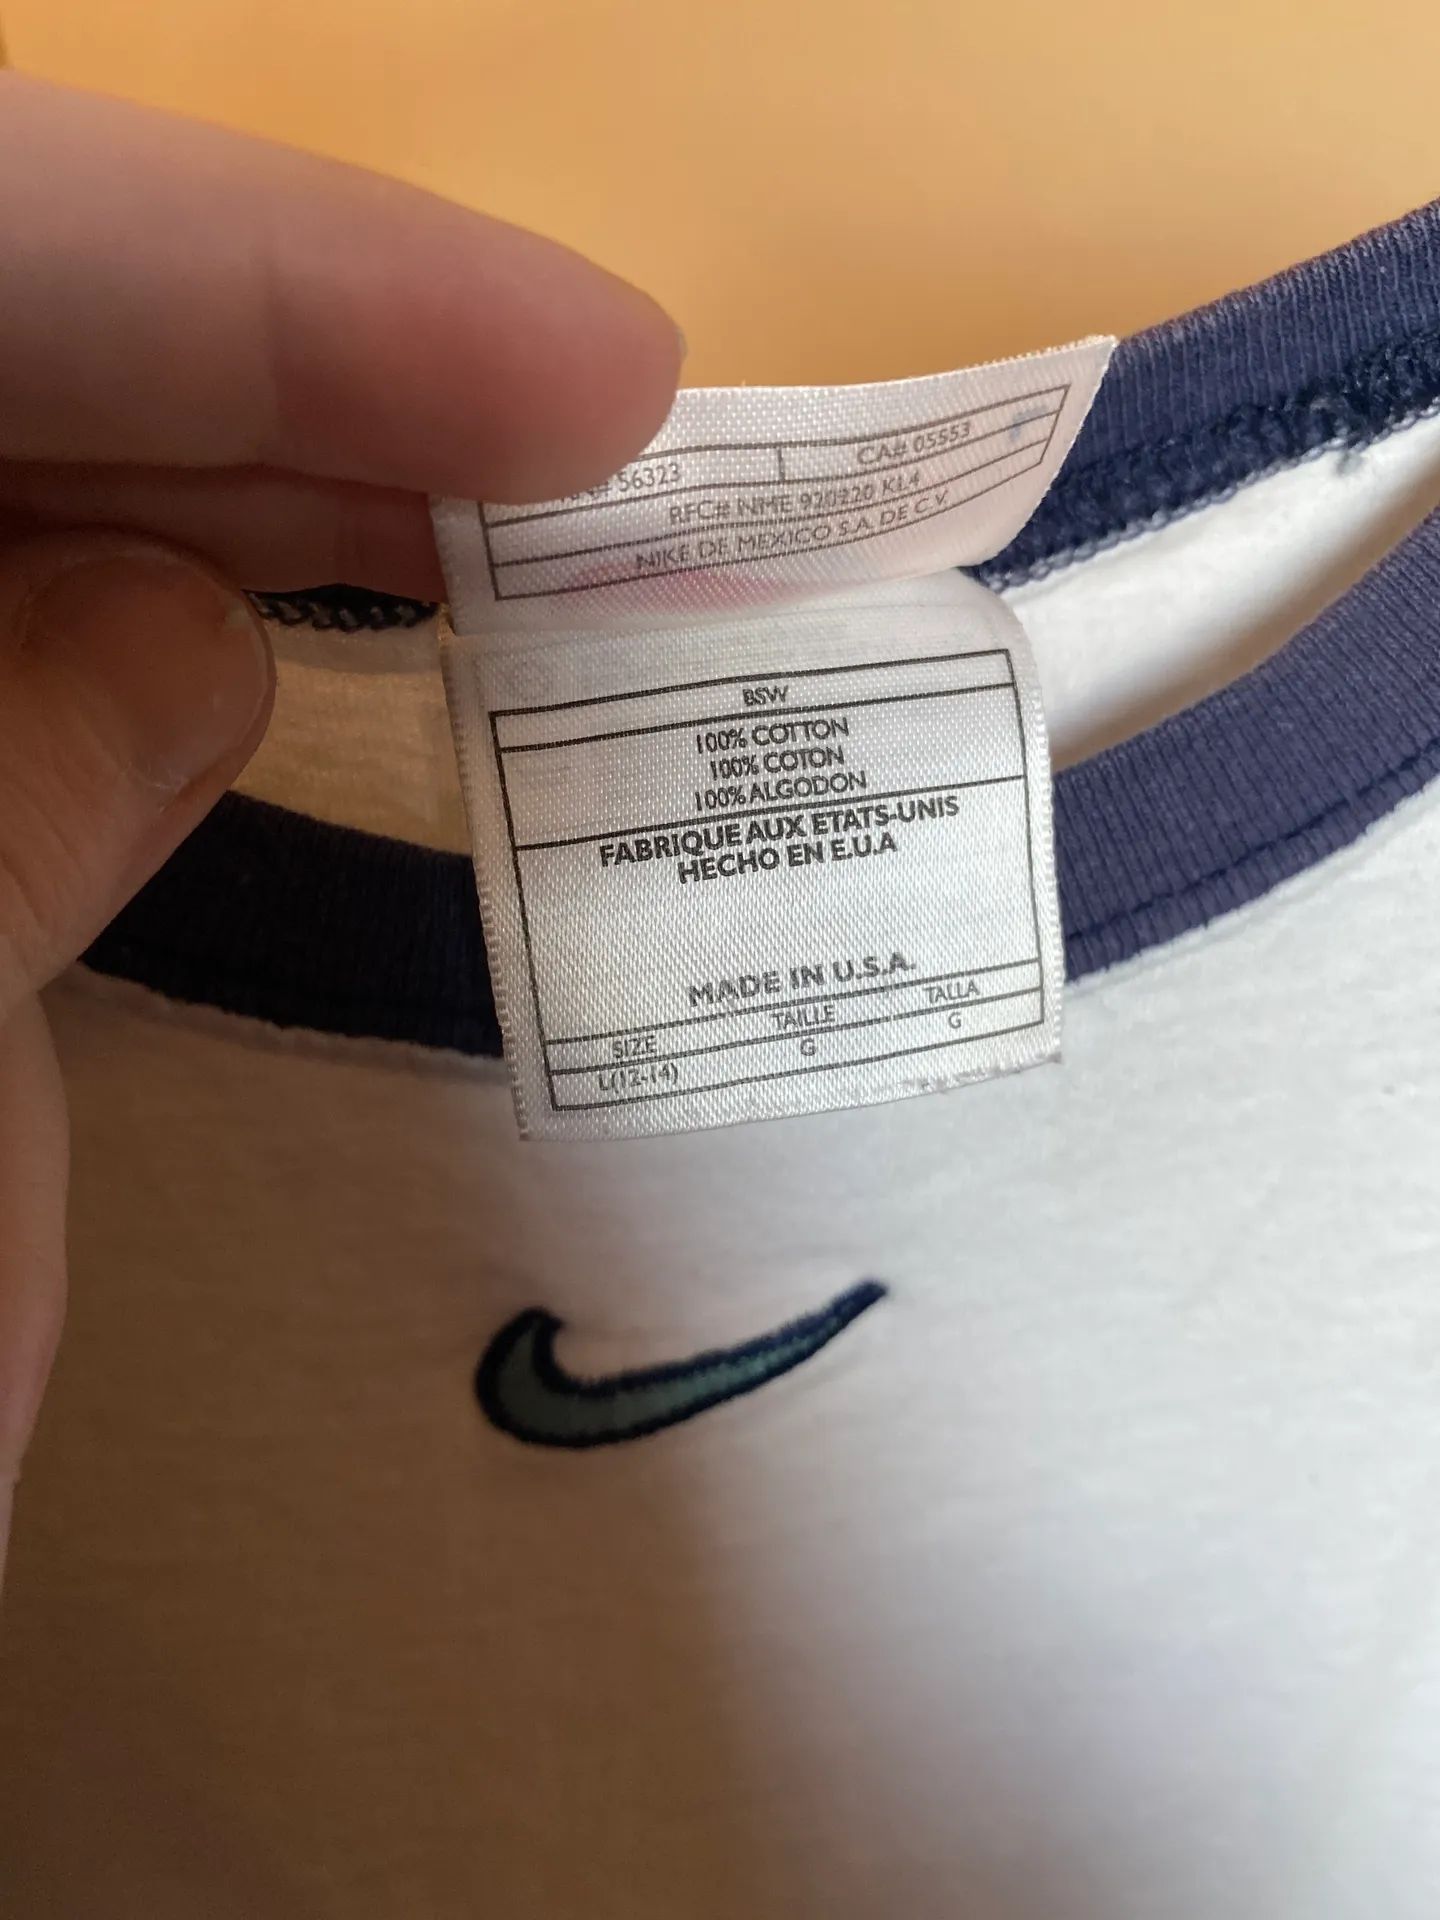 56323 CA# 05553
RFC# NME 920220 KL4
NIKE DE MEXICO S.A. DE C.V.
BSW
100% COTTON
100% COTON
100% ALGODON
FABRIQUE AUX ETATS-UNIS
HECHO EN E.U.A
MADE IN U.S.A.
SIZE TAILLE TALLA
L(12-14) G G